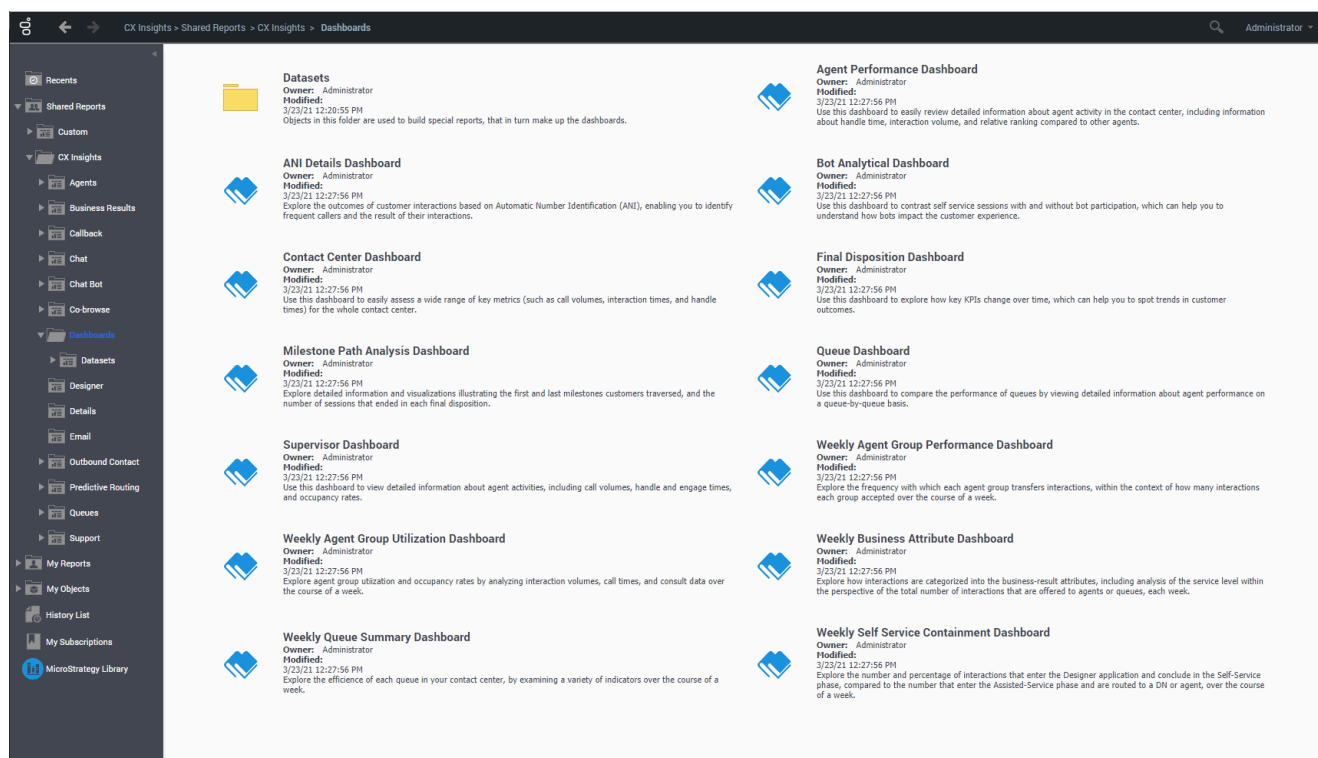 CX Insights > Shared Reports > CX Insights > Dashboards
Administrator
Recents
Shared Reports
Custom
CX Insights
Agents
Business Results
Callback
Chat
Chat Bot
Co-browse
Dashboards
Datasets
Designer
Details
Email
Outbound Contact
Predictive Routing
Queues
Support
My Reports
My Objects
History List
My Subscriptions
MicroStrategy Library
Datasets
Owner: Administrator
Modified:
3/23/21 12:20:55 PM
Objects in this folder are used to build special reports, that in turn make up the dashboards.
Agent Performance Dashboard
Owner: Administrator
Modified:
3/23/21 12:27:56 PM
Use this dashboard to easily review detailed information about agent activity in the contact center, including information
about handle time, interaction volume, and relative ranking compared to other agents.
ANI Details Dashboard
Owner: Administrator
Modified:
3/23/21 12:27:56 PM
Explore the outcomes of customer interactions based on Automatic Number Identification (ANI), enabling you to identify
frequent callers and the result of their interactions.
Bot Analytical Dashboard
Owner: Administrator
Modified:
3/23/21 12:27:56 PM
Use this dashboard to contrast self service sessions with and without bot participation, which can help you to
understand how bots impact the customer experience.
Contact Center Dashboard
Owner: Administrator
Modified:
3/23/21 12:27:56 PM
Use this dashboard to easily assess a wide range of key metrics (such as call volumes, interaction times, and handle
times) for the whole contact center.
Final Disposition Dashboard
Owner: Administrator
Modified:
3/23/21 12:27:56 PM
Use this dashboard to explore how key KPIs change over time, which can help you to spot trends in customer
outcomes.
Milestone Path Analysis Dashboard
Owner: Administrator
Modified:
3/23/21 12:27:56 PM
Explore detailed information and visualizations illustrating the first and last milestones customers traversed, and the
number of sessions that ended in each final disposition.
Queue Dashboard
Owner: Administrator
Modified:
3/23/21 12:27:56 PM
Use this dashboard to compare the performance of queues by viewing detailed information about agent performance on
a queue-by-queue basis.
Supervisor Dashboard
Owner: Administrator
Modified:
3/23/21 12:27:56 PM
Use this dashboard to view detailed information about agent activities, including call volumes, handle and engage times,
and occupancy rates.
Weekly Agent Group Performance Dashboard
Owner: Administrator
Modified:
3/23/21 12:27:56 PM
Explore the frequency with which each agent group transfers interactions, within the context of how many interactions
each group accepted over the course of a week.
Weekly Agent Group Utilization Dashboard
Owner: Administrator
Modified:
3/23/21 12:27:56 PM
Explore agent group utiization and occupancy rates by analyzing interaction volumes, call times, and consult data over
the course of a week.
Weekly Business Attribute Dashboard
Owner: Administrator
Modified:
3/23/21 12:27:56 PM
Explore how interactions are categorized into the business-result attributes, including analysis of the service level within
the perspective of the total number of interactions that are offered to agents or queues, each week.
Weekly Queue Summary Dashboard
Owner: Administrator
Modified:
3/23/21 12:27:56 PM
Explore the efficience of each queue in your contact center, by examining a variety of indicators over the course of a
week.
Weekly Self Service Containment Dashboard
Owner: Administrator
Modified:
3/23/21 12:27:56 PM
Explore the number and percentage of interactions that enter the Designer application and conclude in the Self-Service
phase, compared to the number that enter the Assisted-Service phase and are routed to a DN or agent, over the course
of a week.